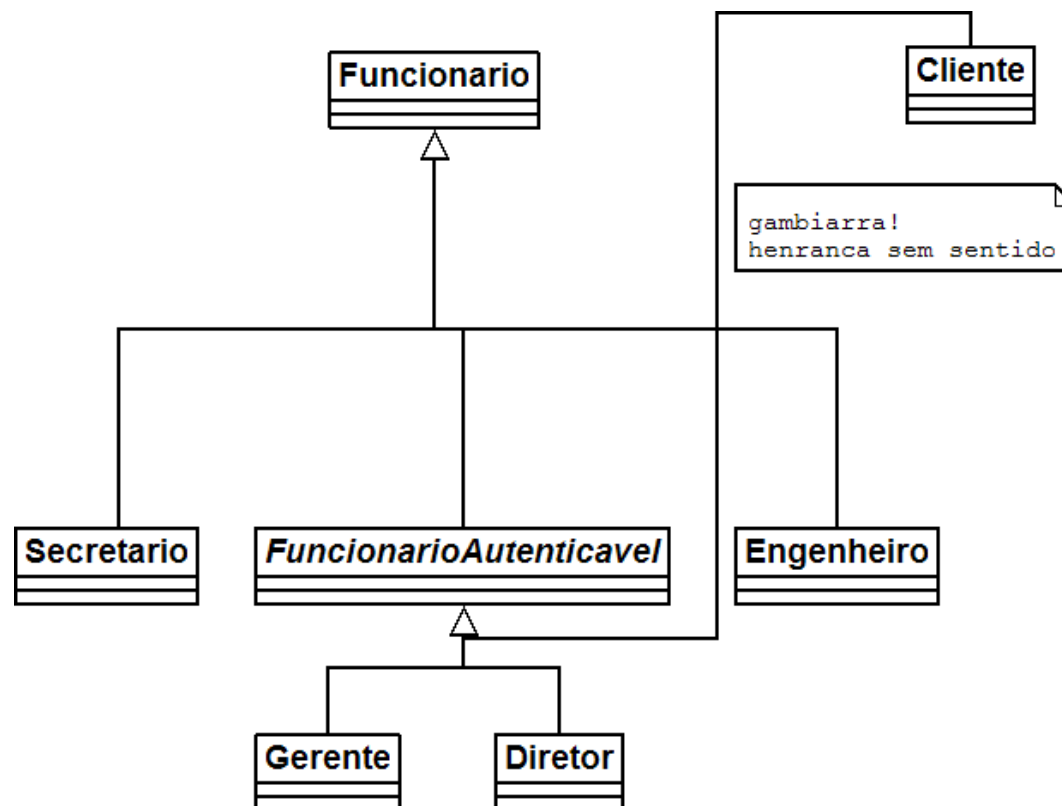 Funcionario
Cliente
gambiarra!
henranca sem sentido
Secretario
FuncionarioAutenticavel
Engenheiro
Gerente
Diretor